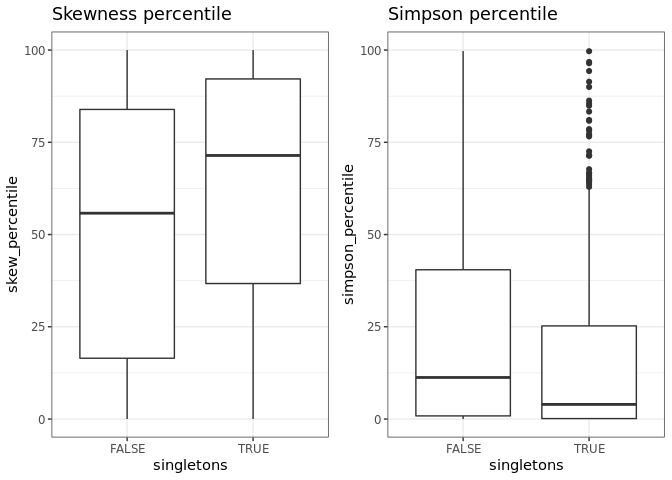 Skewness percentile
skew_percentile
100
75
50
25
0
FALSE TRUE
singletons
Simpson percentile
simpson_percentile
100
75
50
25
0
FALSE TRUE
singletons